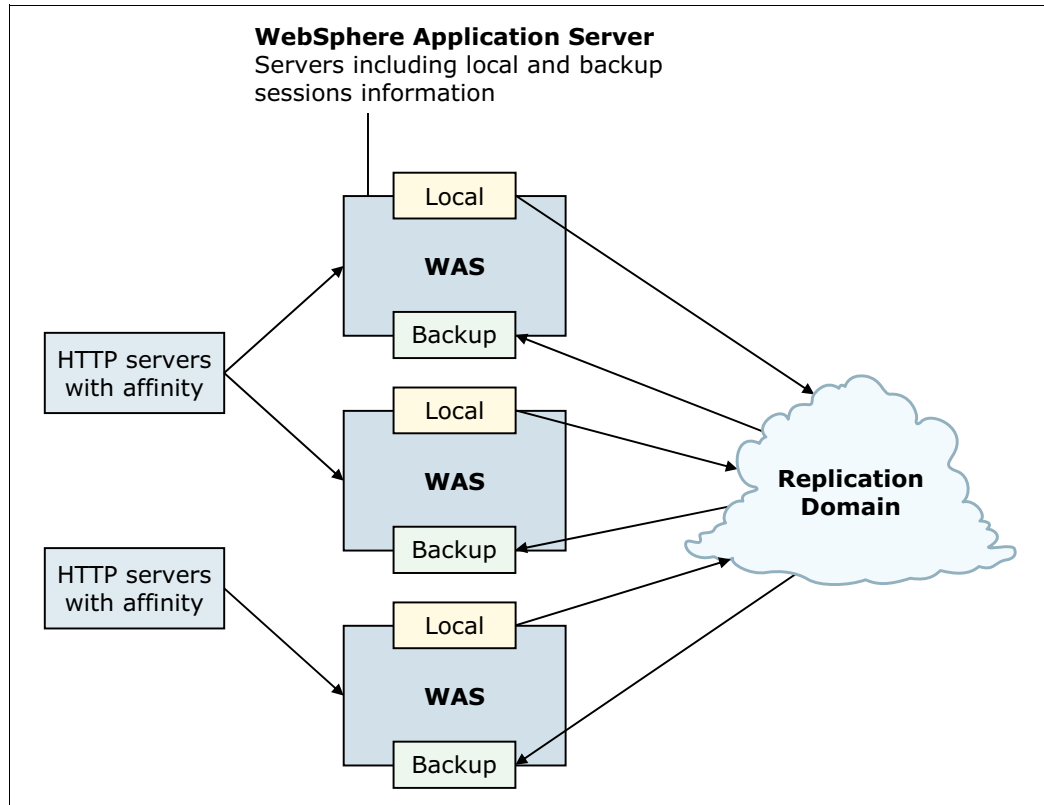 WebSphere Application Server
Servers including local and backup
sessions information
Local
WAS
Backup
HTTP servers
with affinity
Local
WAS
Backup
Replication
Domain
HTTP servers
with affinity
Local
WAS
Backup